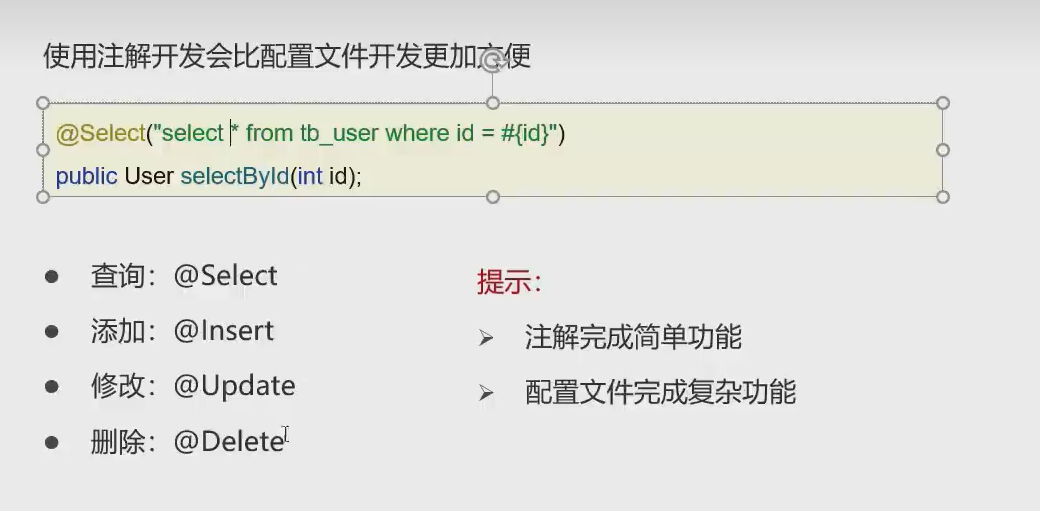 使用注解开发会比配置文件开发更加方便
@Select("select * from tb_user where id = #{id}")
public User selectById(int id);
● 查询：@Select
● 添加：@Insert
● 修改：@Update
● 删除：@Delete
提示：
➢ 注解完成简单功能
➢ 配置文件完成复杂功能